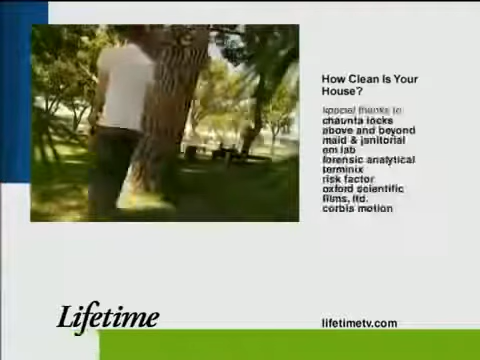 How Clean Is Your
House?
special thanks to
chaunta locks
above and beyond
maid & janitorial
em lab
forensic analytical
terminix
risk factor
oxford scientific
films, ltd.
corbis motion
Lifetime
lifetimetv.com